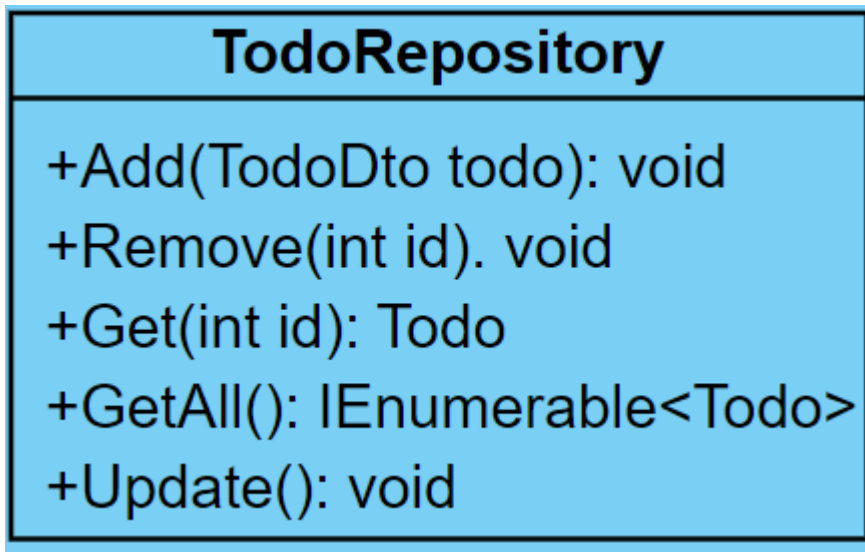 TodoRepository
+Add(TodoDto todo): void
+Remove(int id). void
+Get(int id): Todo
+GetAll(): IEnumerable<Todo>
+Update(): void